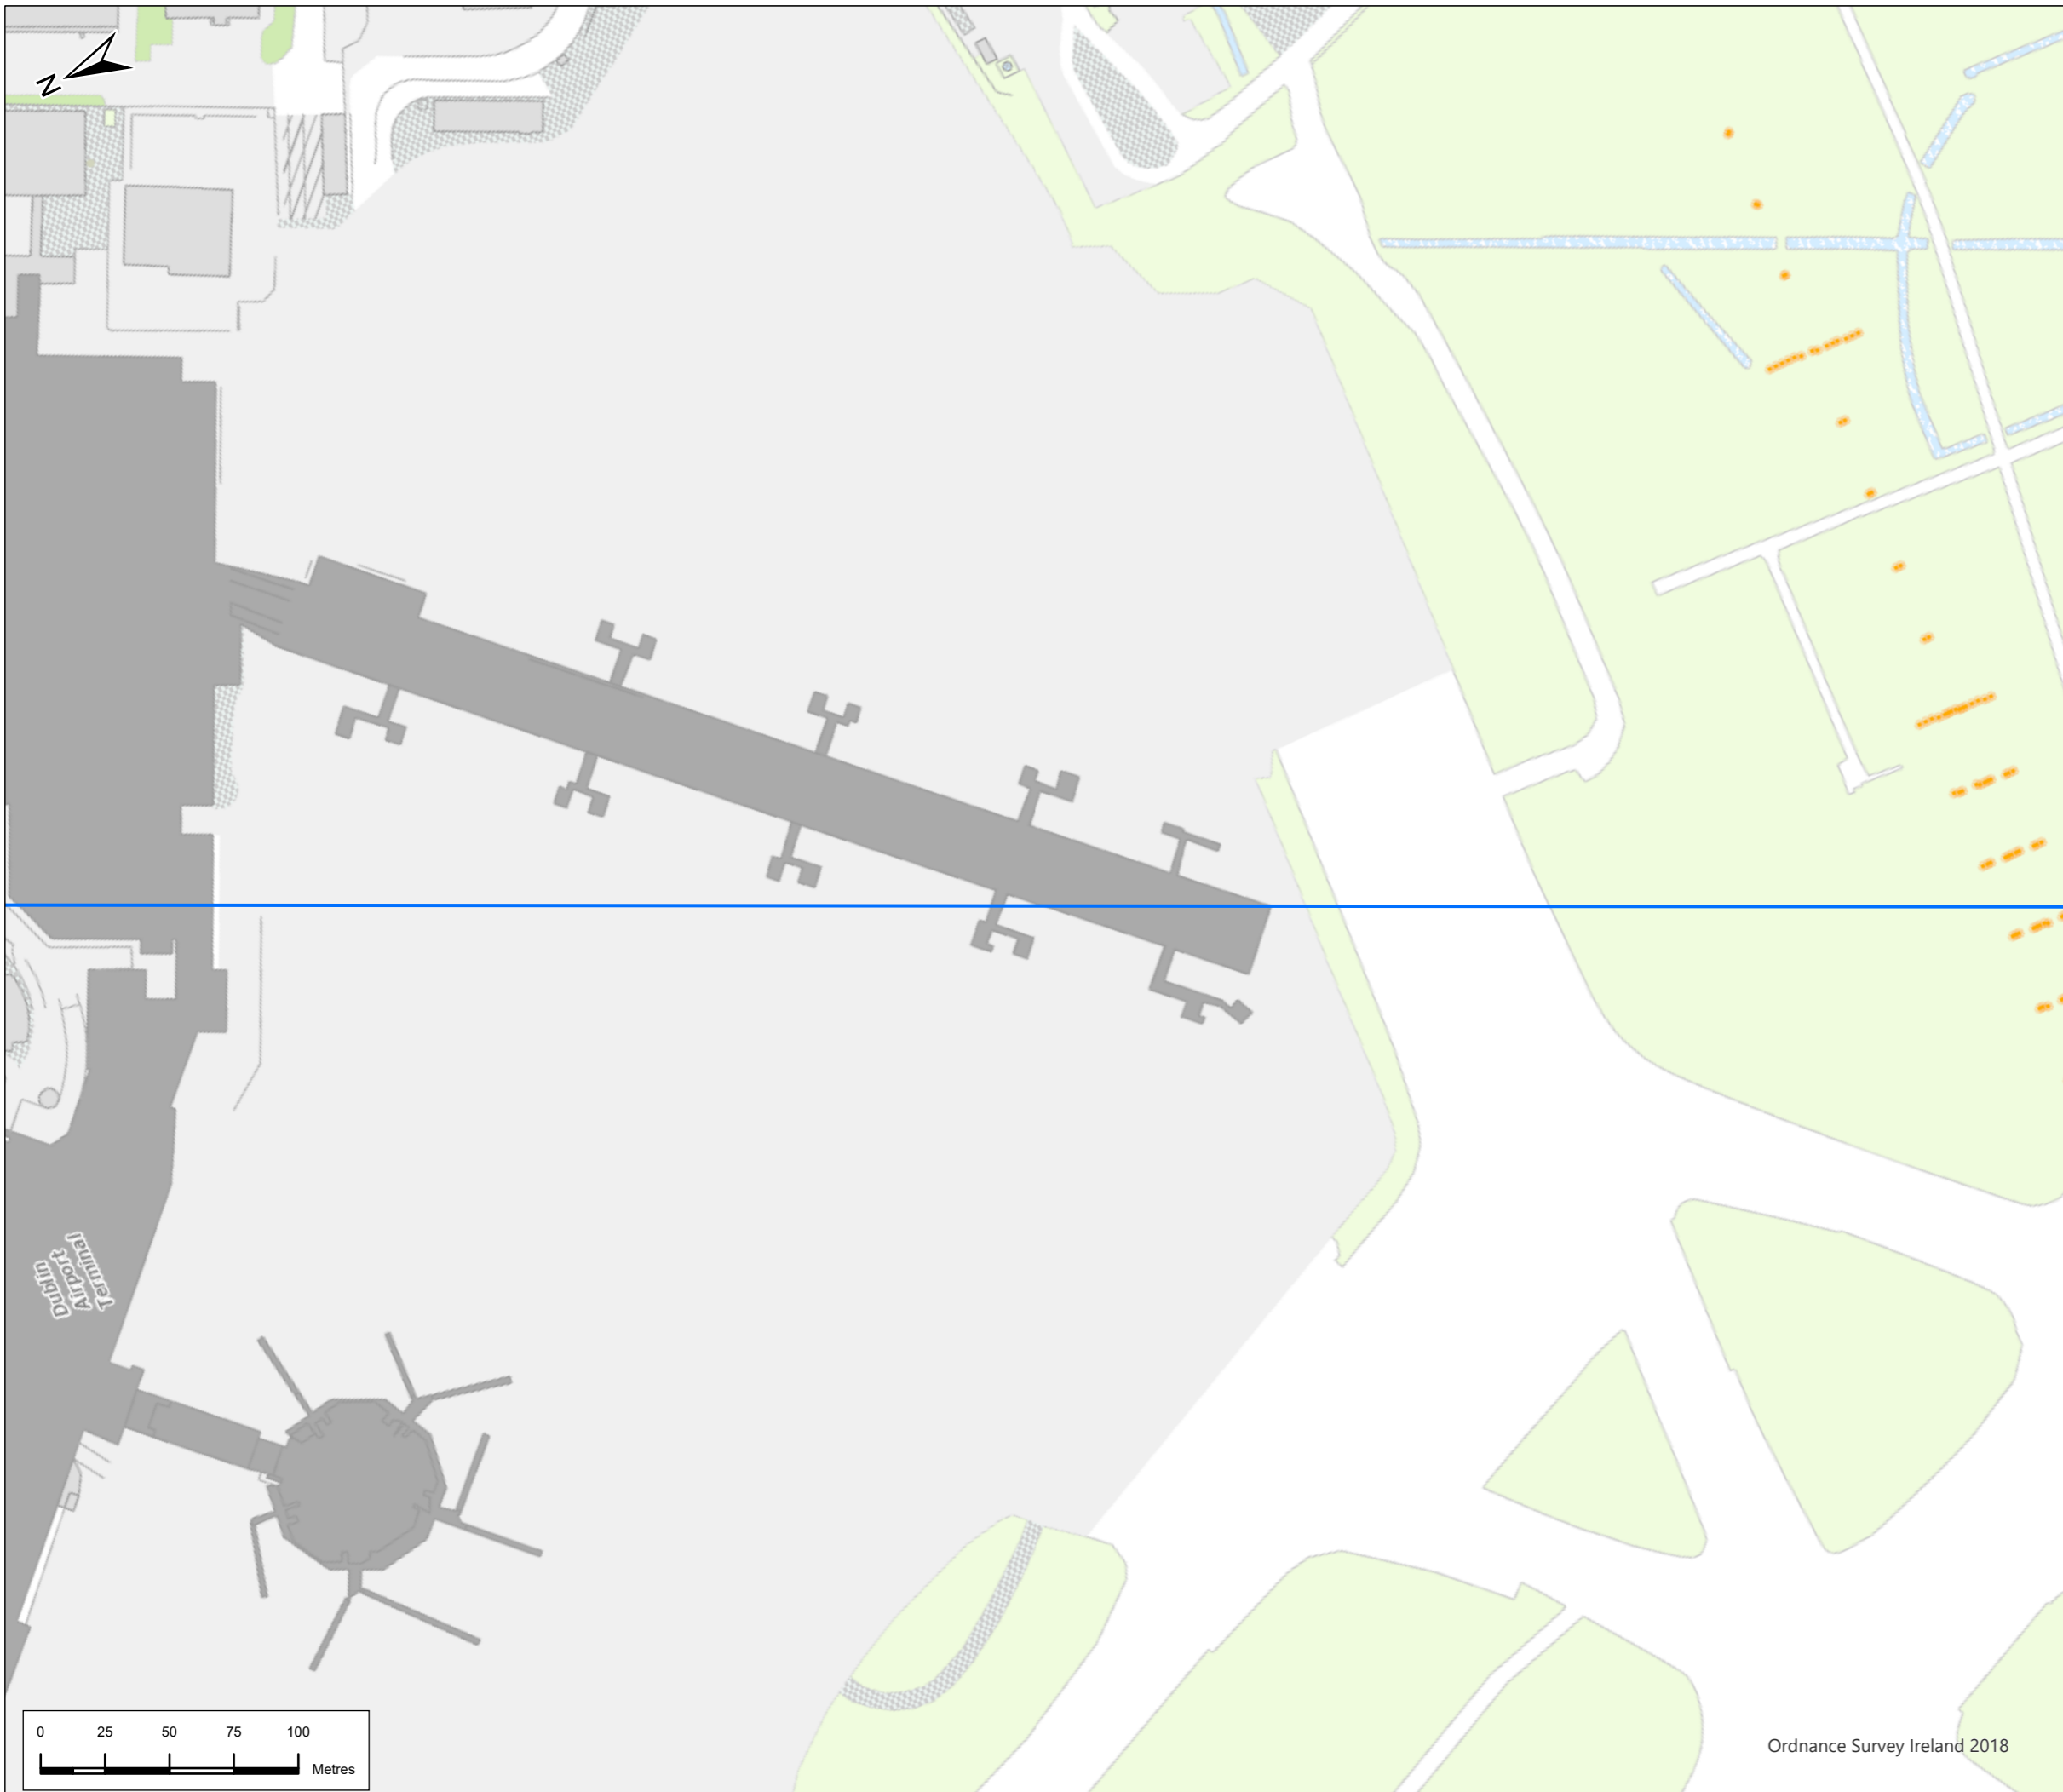 N
Dublin
Airport
Terminal
0 25 50 75 100
Metres
Ordnance Survey Ireland 2018